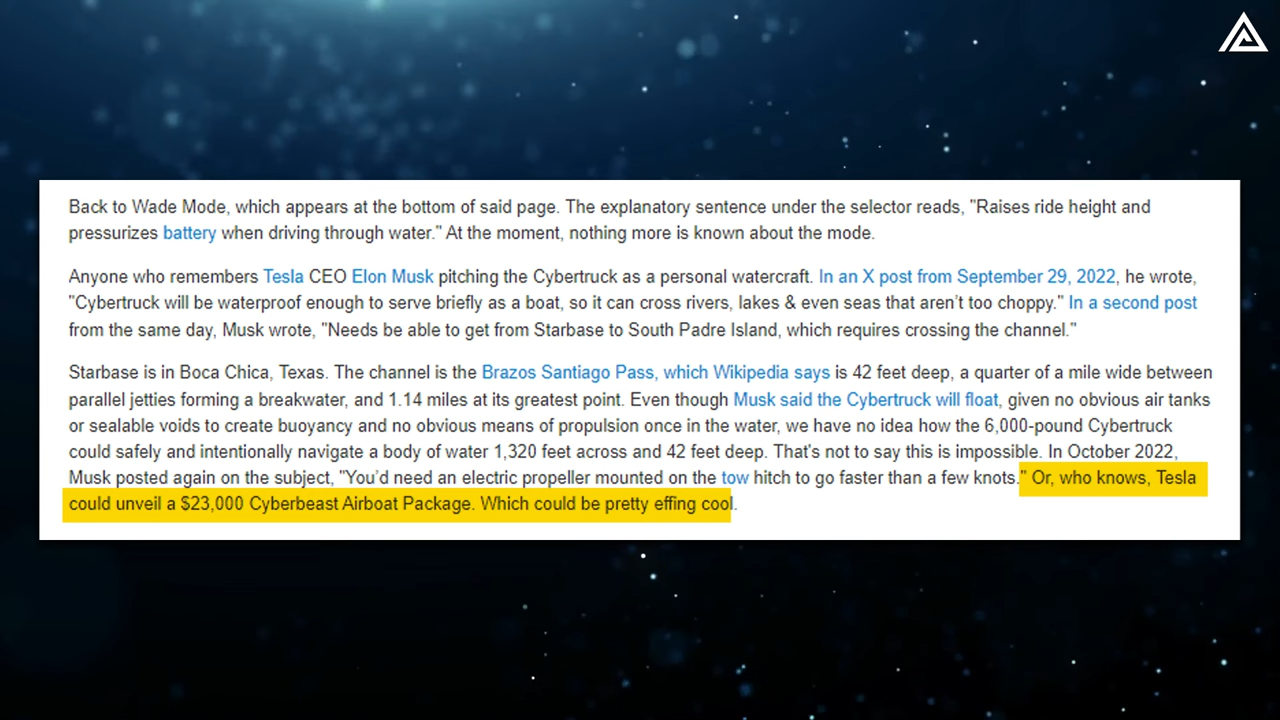 Back to Wade Mode, which appears at the bottom of said page. The explanatory sentence under the selector reads, "Raises ride height and
pressurizes battery when driving through water." At the moment, nothing more is known about the mode.
Anyone who remembers Tesla CEO Elon Musk pitching the Cybertruck as a personal watercraft. In an X post from September 29, 2022, he wrote,
"Cybertruck will be waterproof enough to serve briefly as a boat, so it can cross rivers, lakes & even seas that aren’t too choppy." In a second post
from the same day, Musk wrote, "Needs be able to get from Starbase to South Padre Island, which requires crossing the channel."
Starbase is in Boca Chica, Texas. The channel is the Brazos Santiago Pass, which Wikipedia says is 42 feet deep, a quarter of a mile wide between
parallel jetties forming a breakwater, and 1.14 miles at its greatest point. Even though Musk said the Cybertruck will float, given no obvious air tanks
or sealable voids to create buoyancy and no obvious means of propulsion once in the water, we have no idea how the 6,000-pound Cybertruck
could safely and intentionally navigate a body of water 1,320 feet across and 42 feet deep. That's not to say this is impossible. In October 2022,
Musk posted again on the subject, "You’d need an electric propeller mounted on the tow hitch to go faster than a few knots." Or, who knows, Tesla
could unveil a $23,000 Cyberbeast Airboat Package. Which could be pretty effing cool.